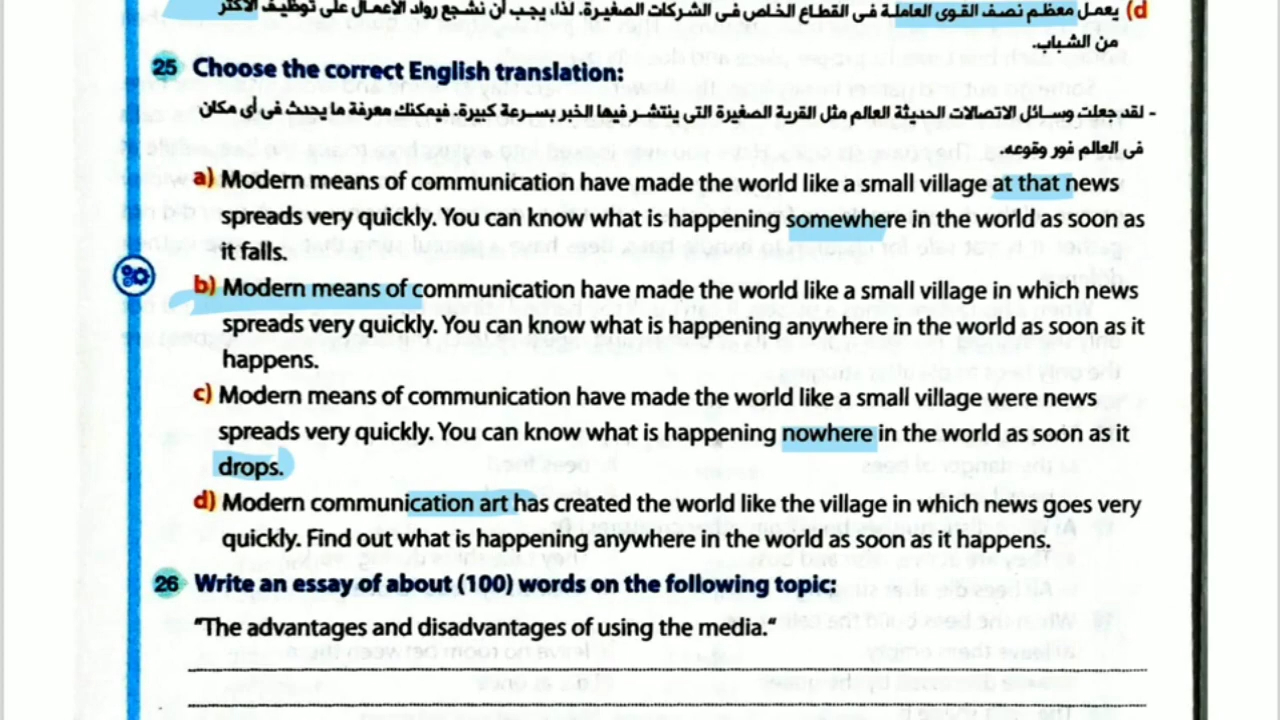 d) يعمل معظم نصف القوى العاملة فى القطاع الخاص فى الشركات الصغيرة. لذا، يجب أن نشجع رواد الأعمال على توظيف الأكثر
من الشباب.
25 Choose the correct English translation:
- لقد جعلت وسائل الاتصالات الحديثة العالم مثل القرية الصغيرة التى ينتشر فيها الخبر بسرعة كبيرة. فيمكنك معرفة ما يحدث فى أى مكان
فى العالم فور وقوعه.
a) Modern means of communication have made the world like a small village at that news
spreads very quickly. You can know what is happening somewhere in the world as soon as
it falls.
b) Modern means of communication have made the world like a small village in which news
spreads very quickly. You can know what is happening anywhere in the world as soon as it
happens.
c) Modern means of communication have made the world like a small village were news
spreads very quickly. You can know what is happening nowhere in the world as soon as it
drops.
d) Modern communication art has created the world like the village in which news goes very
quickly. Find out what is happening anywhere in the world as soon as it happens.
26 Write an essay of about (100) words on the following topic:
"The advantages and disadvantages of using the media."